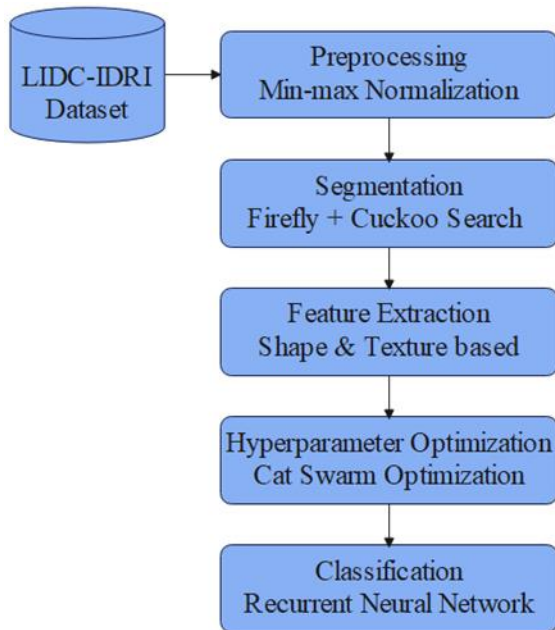 LIDC-IDRI
Dataset
Preprocessing
Min-max Normalization
Segmentation
Firefly + Cuckoo Search
Feature Extraction
Shape & Texture based
Hyperparameter Optimization
Cat Swarm Optimization
Classification
Recurrent Neural Network